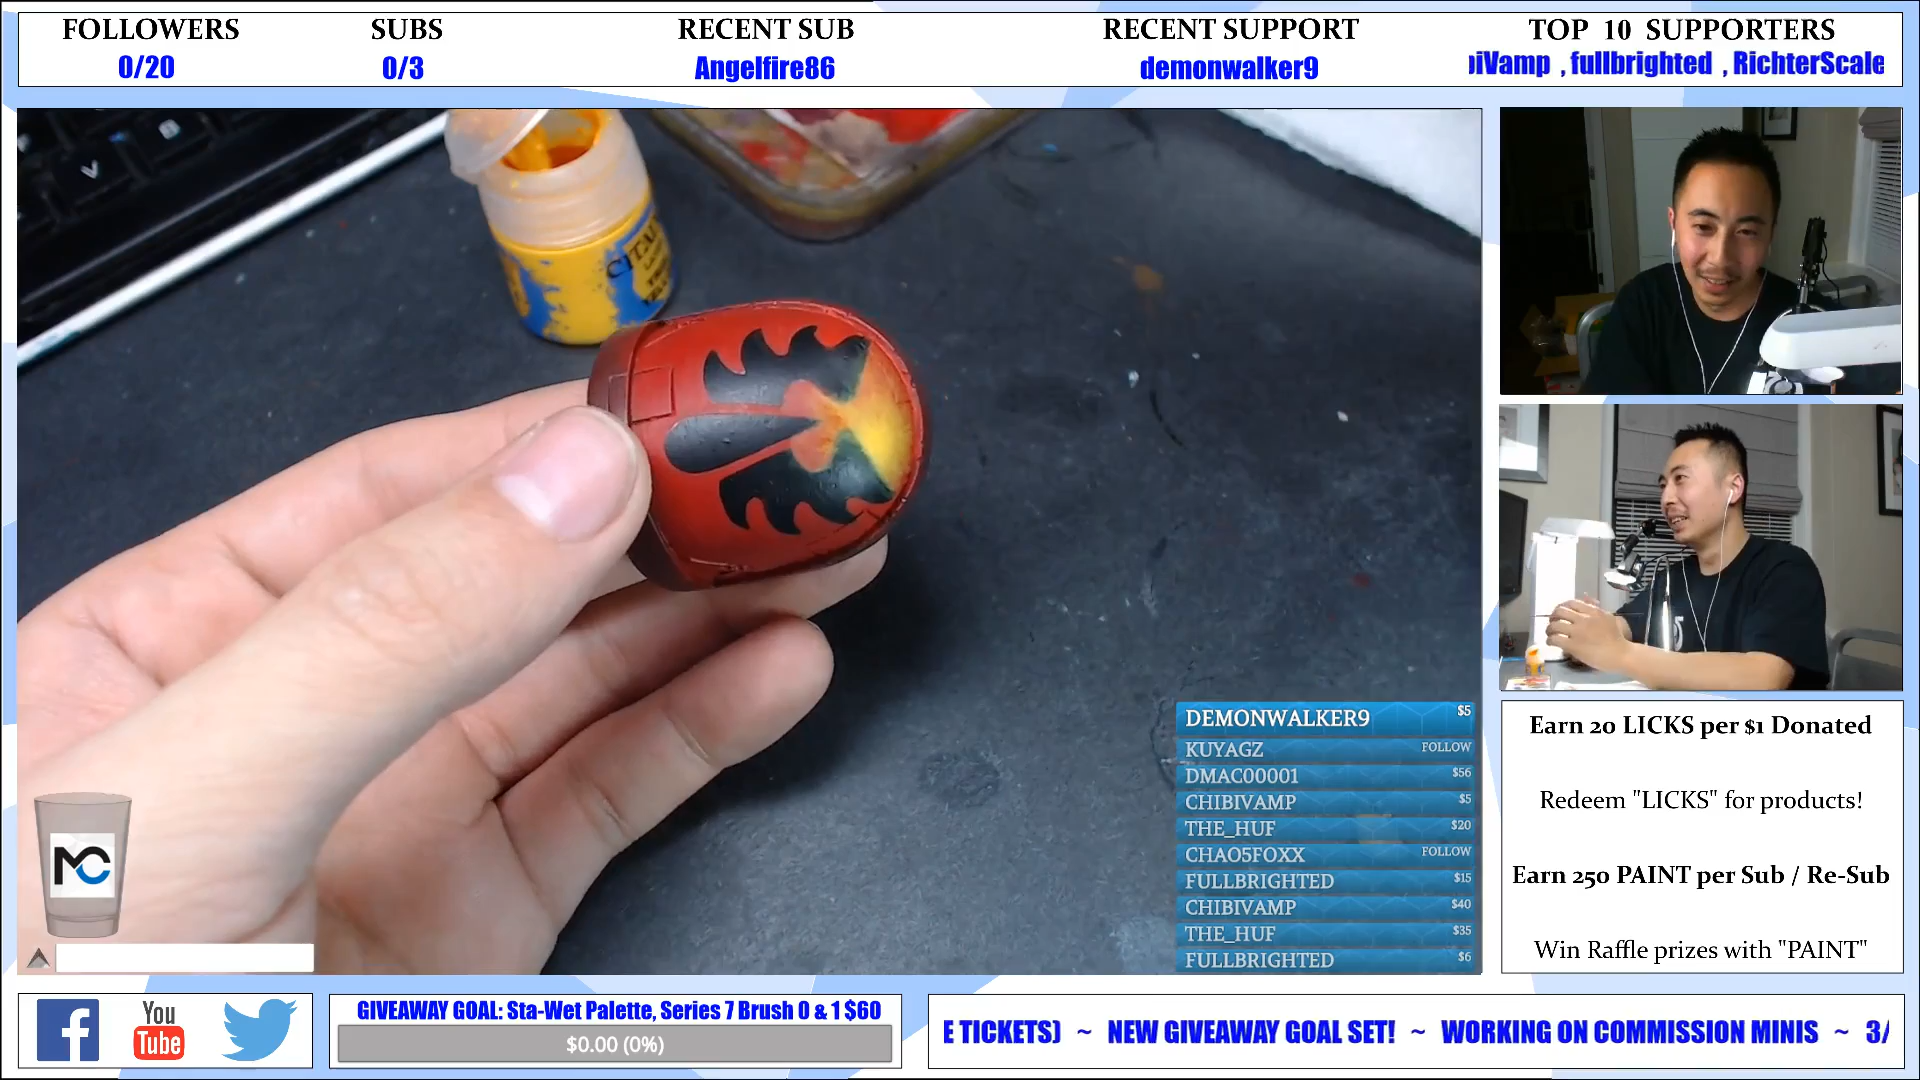 FOLLOWERS
0/20
SUBS
0/3
RECENT SUB
Angelfire86
RECENT SUPPORT
demonwalker9
TOP 10 SUPPORTERS
iVamp , fullbrighted , RichterScale
V
B
DEMONWALKER9 $5
KUYAGZ FOLLOW
DMAC00001 $56
CHIBIVAMP $5
THE_HUF $20
CHAO5FOXX FOLLOW
FULLBRIGHTED $15
CHIBIVAMP $40
THE_HUF $35
FULLBRIGHTED $6
MC
Earn 20 LICKS per $1 Donated
Redeem "LICKS" for products!
Earn 250 PAINT per Sub / Re-Sub
Win Raffle prizes with "PAINT"
f
You
Tube
GIVEAWAY GOAL: Sta-Wet Palette, Series 7 Brush 0 & 1 $60
$0.00 (0%)
E TICKETS) ~ NEW GIVEAWAY GOAL SET! ~ WORKING ON COMMISSION MINIS ~ 3/